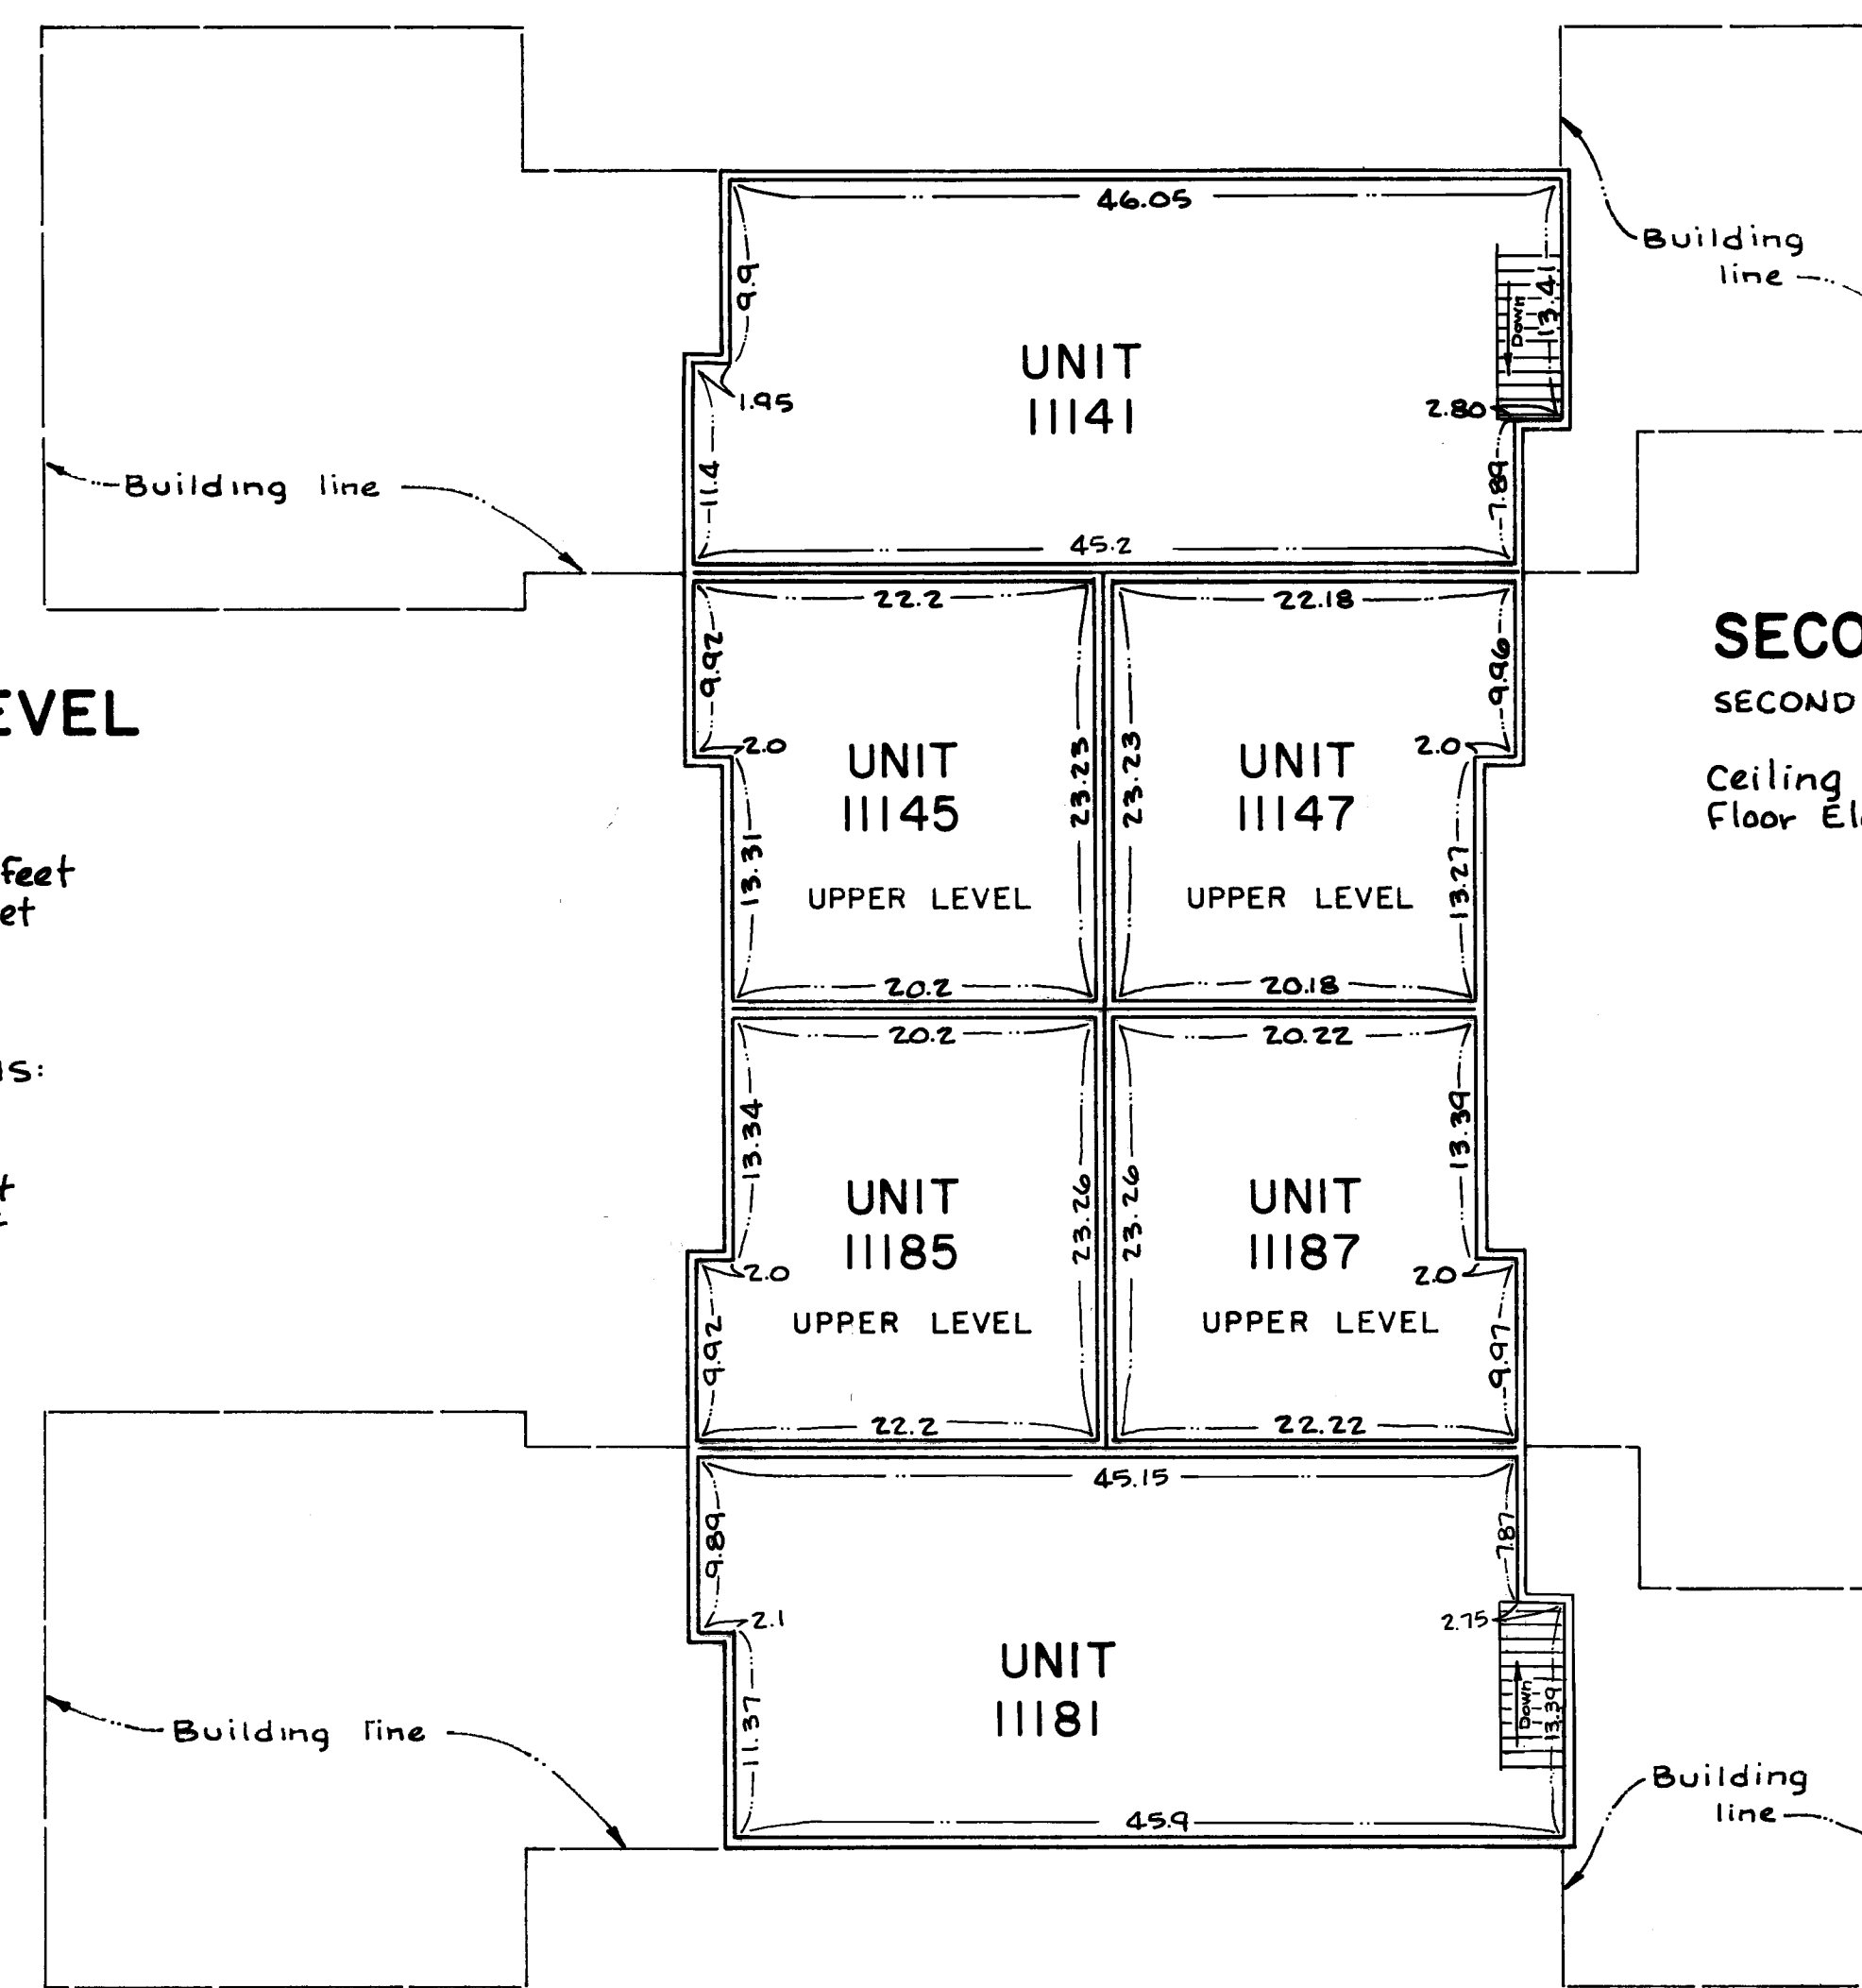 46.05
9.9
13.41
Down
Building
line
UNIT
11141
1.95
2.80
11.4
7.89
Building line
45.2
22.2
22.18
9.92
9.96
SECO
SECOND
EVEL
2.0
2.0
UNIT
11145
23.23
23.23
UNIT
11147
Ceiling
Floor Ele
13.31
13.27
feet
et
UPPER LEVEL
UPPER LEVEL
20.2
20.18
20.2
20.22
ns:
13.34
13.39
t
UNIT
11185
23.26
23.26
UNIT
11187
2.0
2.0
UPPER LEVEL
UPPER LEVEL
9.92
9.97
22.2
22.22
45.15
9.89
7.87
2.1
2.75
UNIT
11181
Down
13.39
11.37
Building line
45.9
Building
line